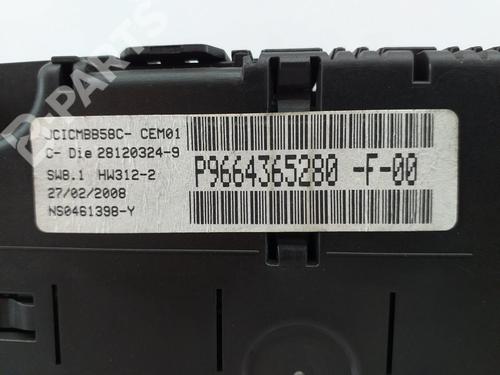 JCICMBB58C- CEM01
C- Die 28120324-9
SW8.1 HW312-2
27/02/2008
NS0461398-Y
P9664365280 -F-00
B-PARTS